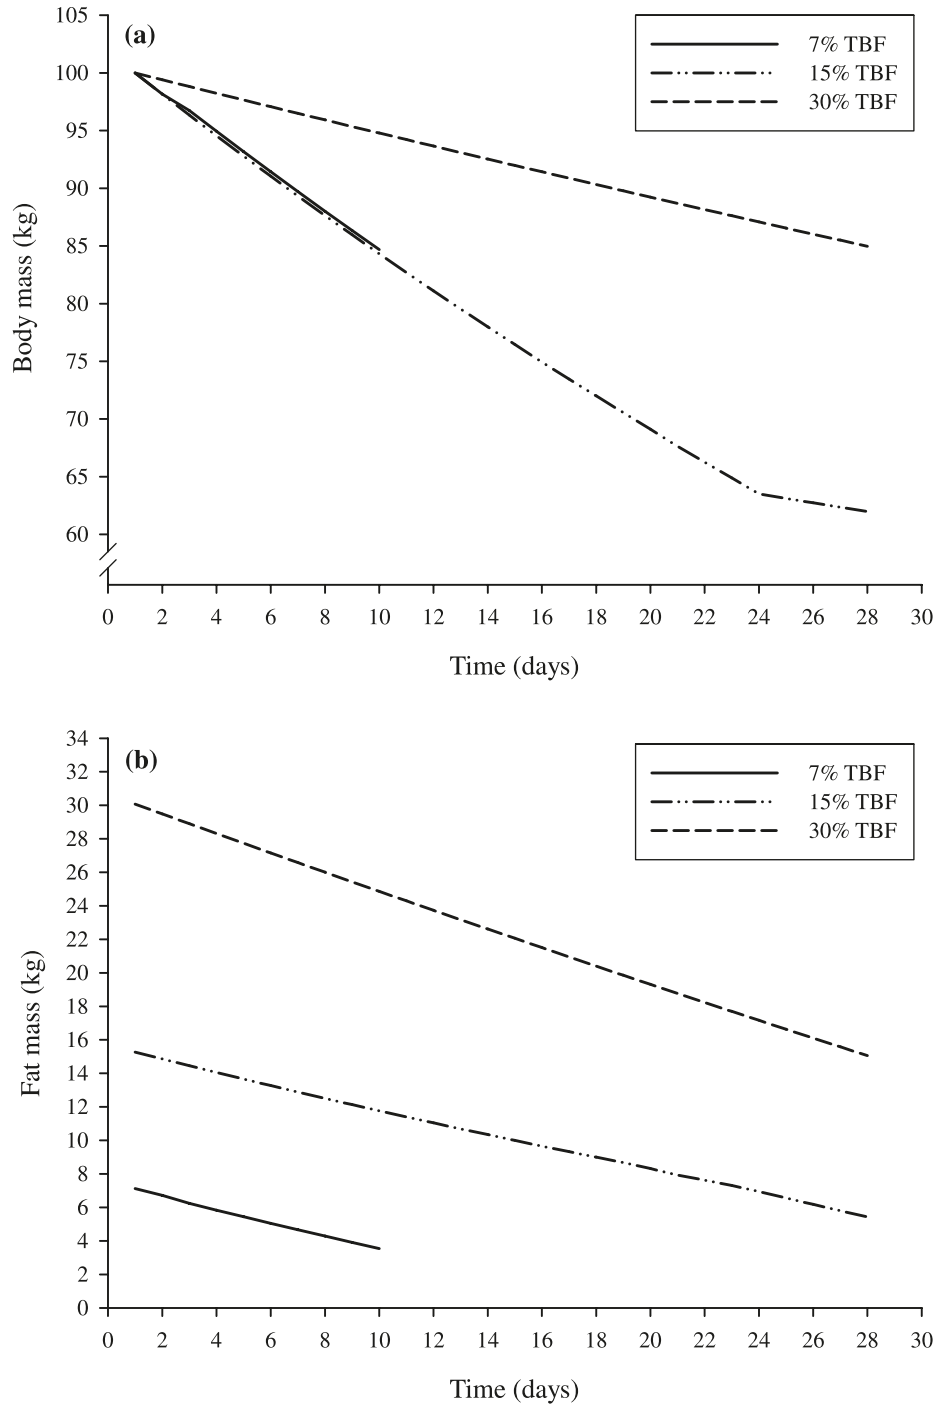 (a)
7% TBF
15% TBF
30% TBF
105
100
95
90
85
80
75
70
65
60
Body mass (kg)
0 2 4 6 8 10 12 14 16 18 20 22 24 26 28 30
Time (days)
(b)
7% TBF
15% TBF
30% TBF
34
32
30
28
26
24
22
20
18
16
14
12
10
8
6
4
2
0
Fat mass (kg)
0 2 4 6 8 10 12 14 16 18 20 22 24 26 28 30
Time (days)